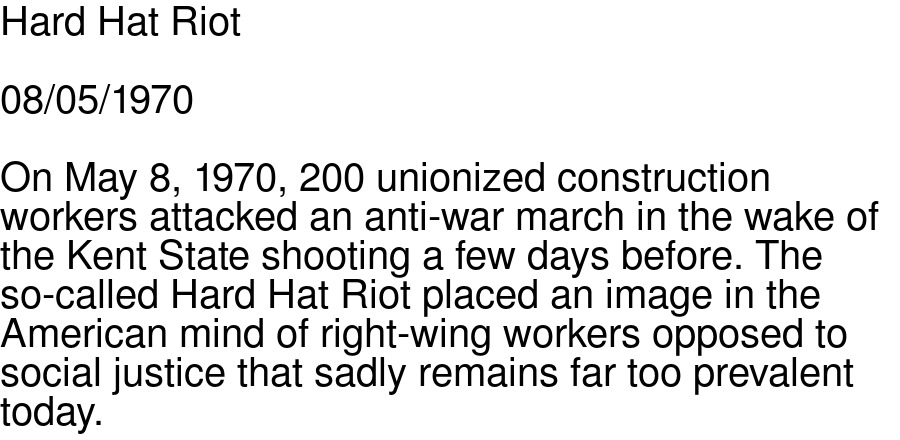 Hard Hat Riot
08/05/1970
On May 8, 1970, 200 unionized construction
workers attacked an anti-war march in the wake of
the Kent State shooting a few days before. The
so-called Hard Hat Riot placed an image in the
American mind of right-wing workers opposed to
social justice that sadly remains far too prevalent
today.